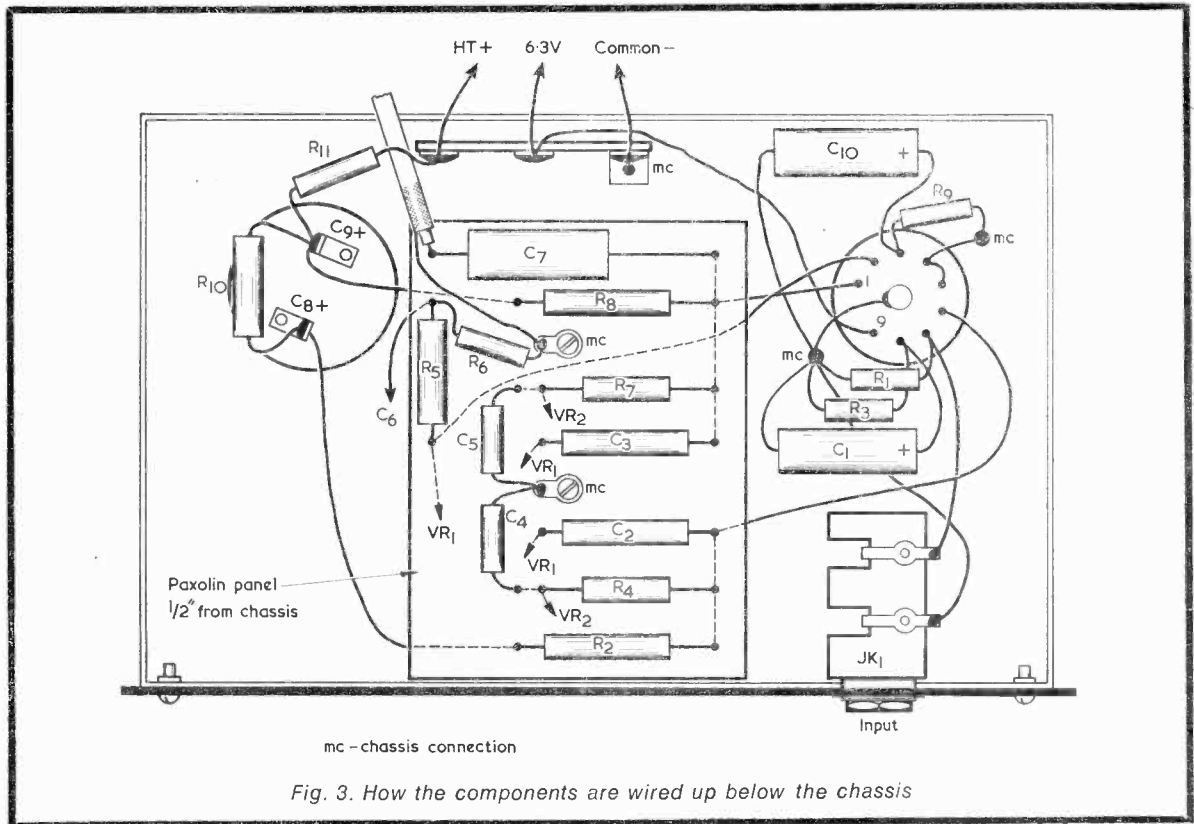 HT+ 6·3V Common–
R11
C10 +
mc
R9
C9+
C7
mc
1
R10
R8
C8+
mc
9
R5
R6
mc
R1
R7
C6
VR2
R3
C5
C3
C1 +
VR1
mc
VR1
C4
C2
VR1
Paxolin panel
1/2" from chassis
R4
VR2
R2
JK1
Input
mc – chassis connection
Fig. 3. How the components are wired up below the chassis